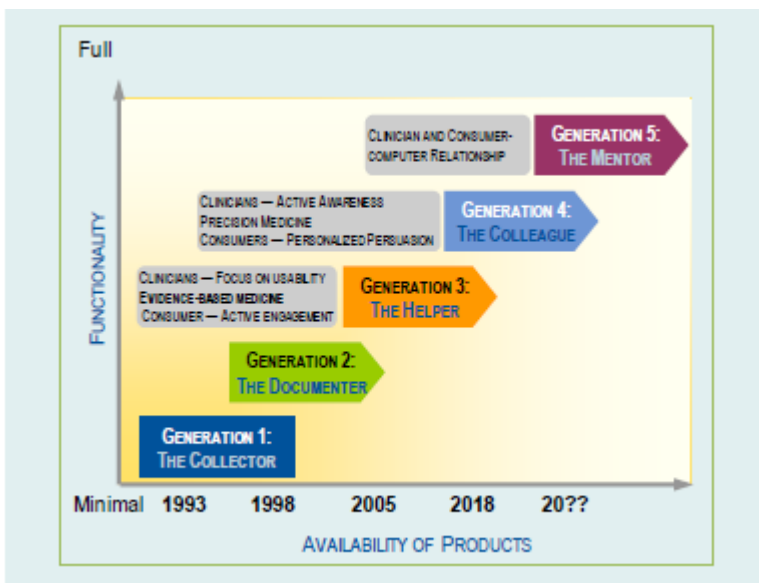 Full
CLINICIAN AND CONSUMER-
COMPUTER RELATIONSHIP
GENERATION 5:
THE MENTOR
CLINICIANS — ACTIVE AWARENESS
PRECISION MEDICINE
CONSUMERS — PERSONALIZED PERSUASION
GENERATION 4:
THE COLLEAGUE
CLINICIANS — FOCUS ON USABILITY
EVIDENCE-BASED MEDICINE
CONSUMER — ACTIVE ENGAGEMENT
GENERATION 3:
THE HELPER
GENERATION 2:
THE DOCUMENTER
GENERATION 1:
THE COLLECTOR
FUNCTIONALITY
Minimal 1993 1998 2005 2018 20??
AVAILABILITY OF PRODUCTS